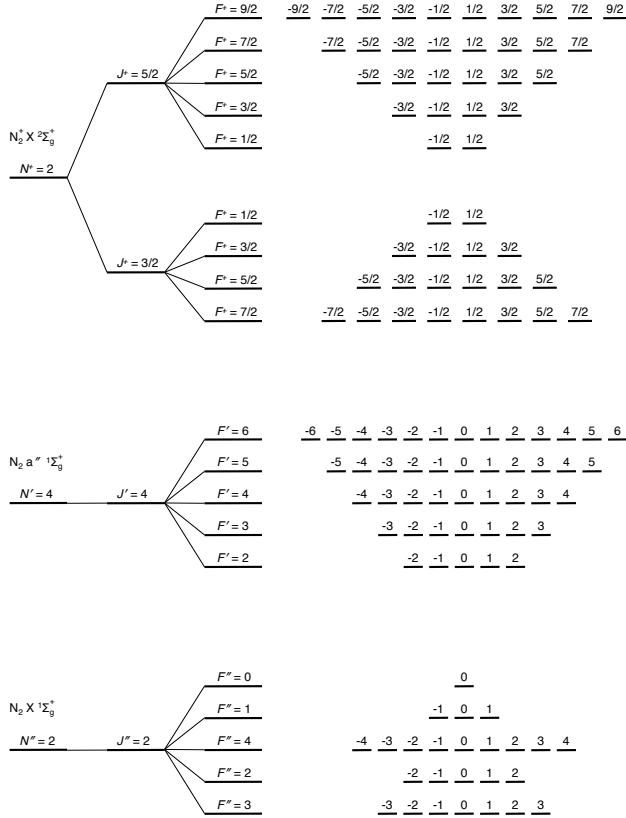 F⁺ = 9/2 -9/2 -7/2 -5/2 -3/2 -1/2 1/2 3/2 5/2 7/2 9/2
F⁺ = 7/2 -7/2 -5/2 -3/2 -1/2 1/2 3/2 5/2 7/2
J⁺ = 5/2 F⁺ = 5/2 -5/2 -3/2 -1/2 1/2 3/2 5/2
F⁺ = 3/2 -3/2 -1/2 1/2 3/2
N₂⁺ X ²Σg⁺ F⁺ = 1/2 -1/2 1/2
N⁺ = 2
F⁺ = 1/2 -1/2 1/2
F⁺ = 3/2 -3/2 -1/2 1/2 3/2
J⁺ = 3/2 F⁺ = 5/2 -5/2 -3/2 -1/2 1/2 3/2 5/2
F⁺ = 7/2 -7/2 -5/2 -3/2 -1/2 1/2 3/2 5/2 7/2
F′ = 6 -6 -5 -4 -3 -2 -1 0 1 2 3 4 5 6
N₂ a″ ¹Σg⁺ F′ = 5 -5 -4 -3 -2 -1 0 1 2 3 4 5
N′ = 4 J′ = 4 F′ = 4 -4 -3 -2 -1 0 1 2 3 4
F′ = 3 -3 -2 -1 0 1 2 3
F′ = 2 -2 -1 0 1 2
F″ = 0 0
N₂ X ¹Σg⁺ F″ = 1 -1 0 1
N″ = 2 J″ = 2 F″ = 4 -4 -3 -2 -1 0 1 2 3 4
F″ = 2 -2 -1 0 1 2
F″ = 3 -3 -2 -1 0 1 2 3